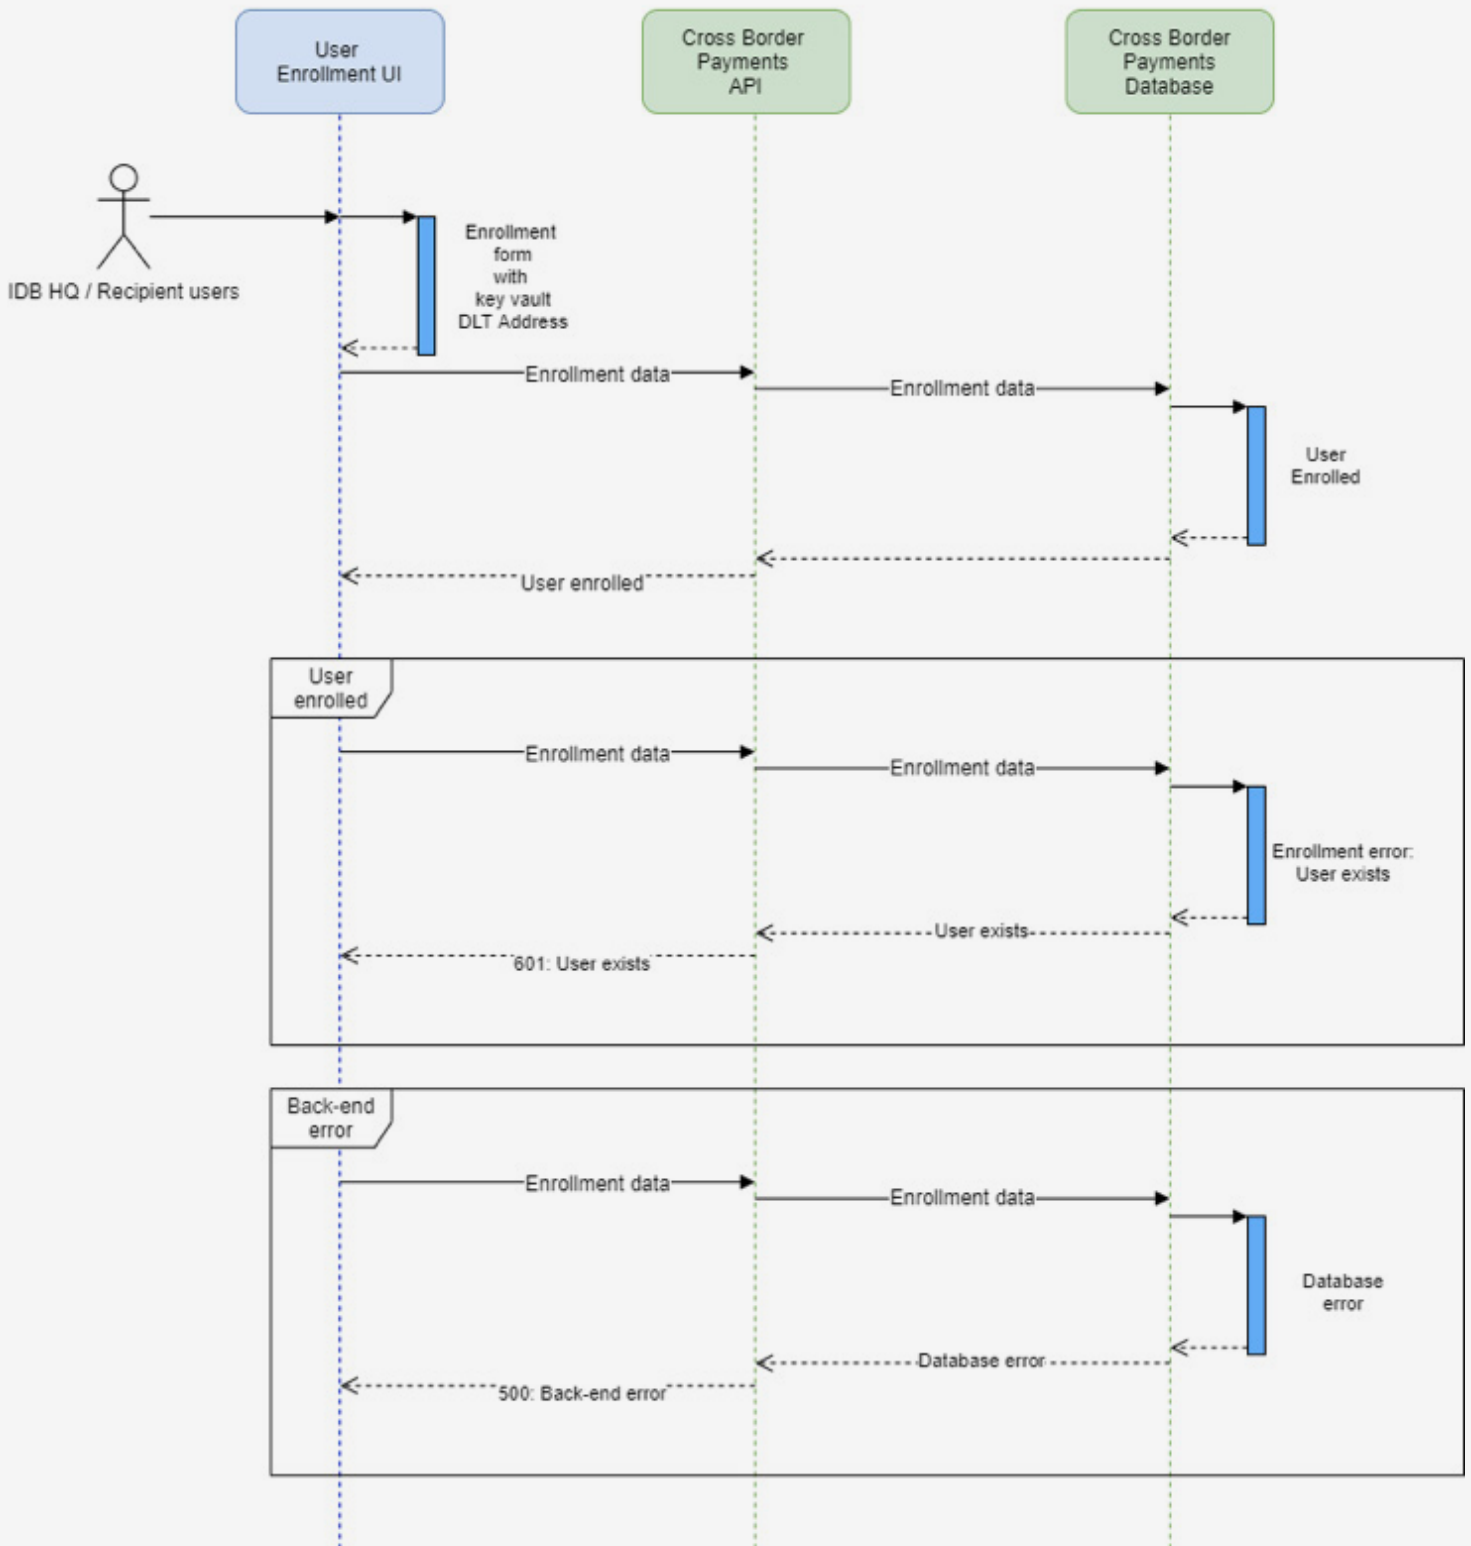 User
Enrollment UI
Cross Border
Payments
API
Cross Border
Payments
Database
IDB HQ / Recipient users
Enrollment
form
with
key vault
DLT Address
Enrollment data
Enrollment data
User
Enrolled
User enrolled
User
enrolled
Enrollment data
Enrollment data
Enrollment error:
User exists
User exists
601: User exists
Back-end
error
Enrollment data
Enrollment data
Database
error
Database error
500: Back-end error